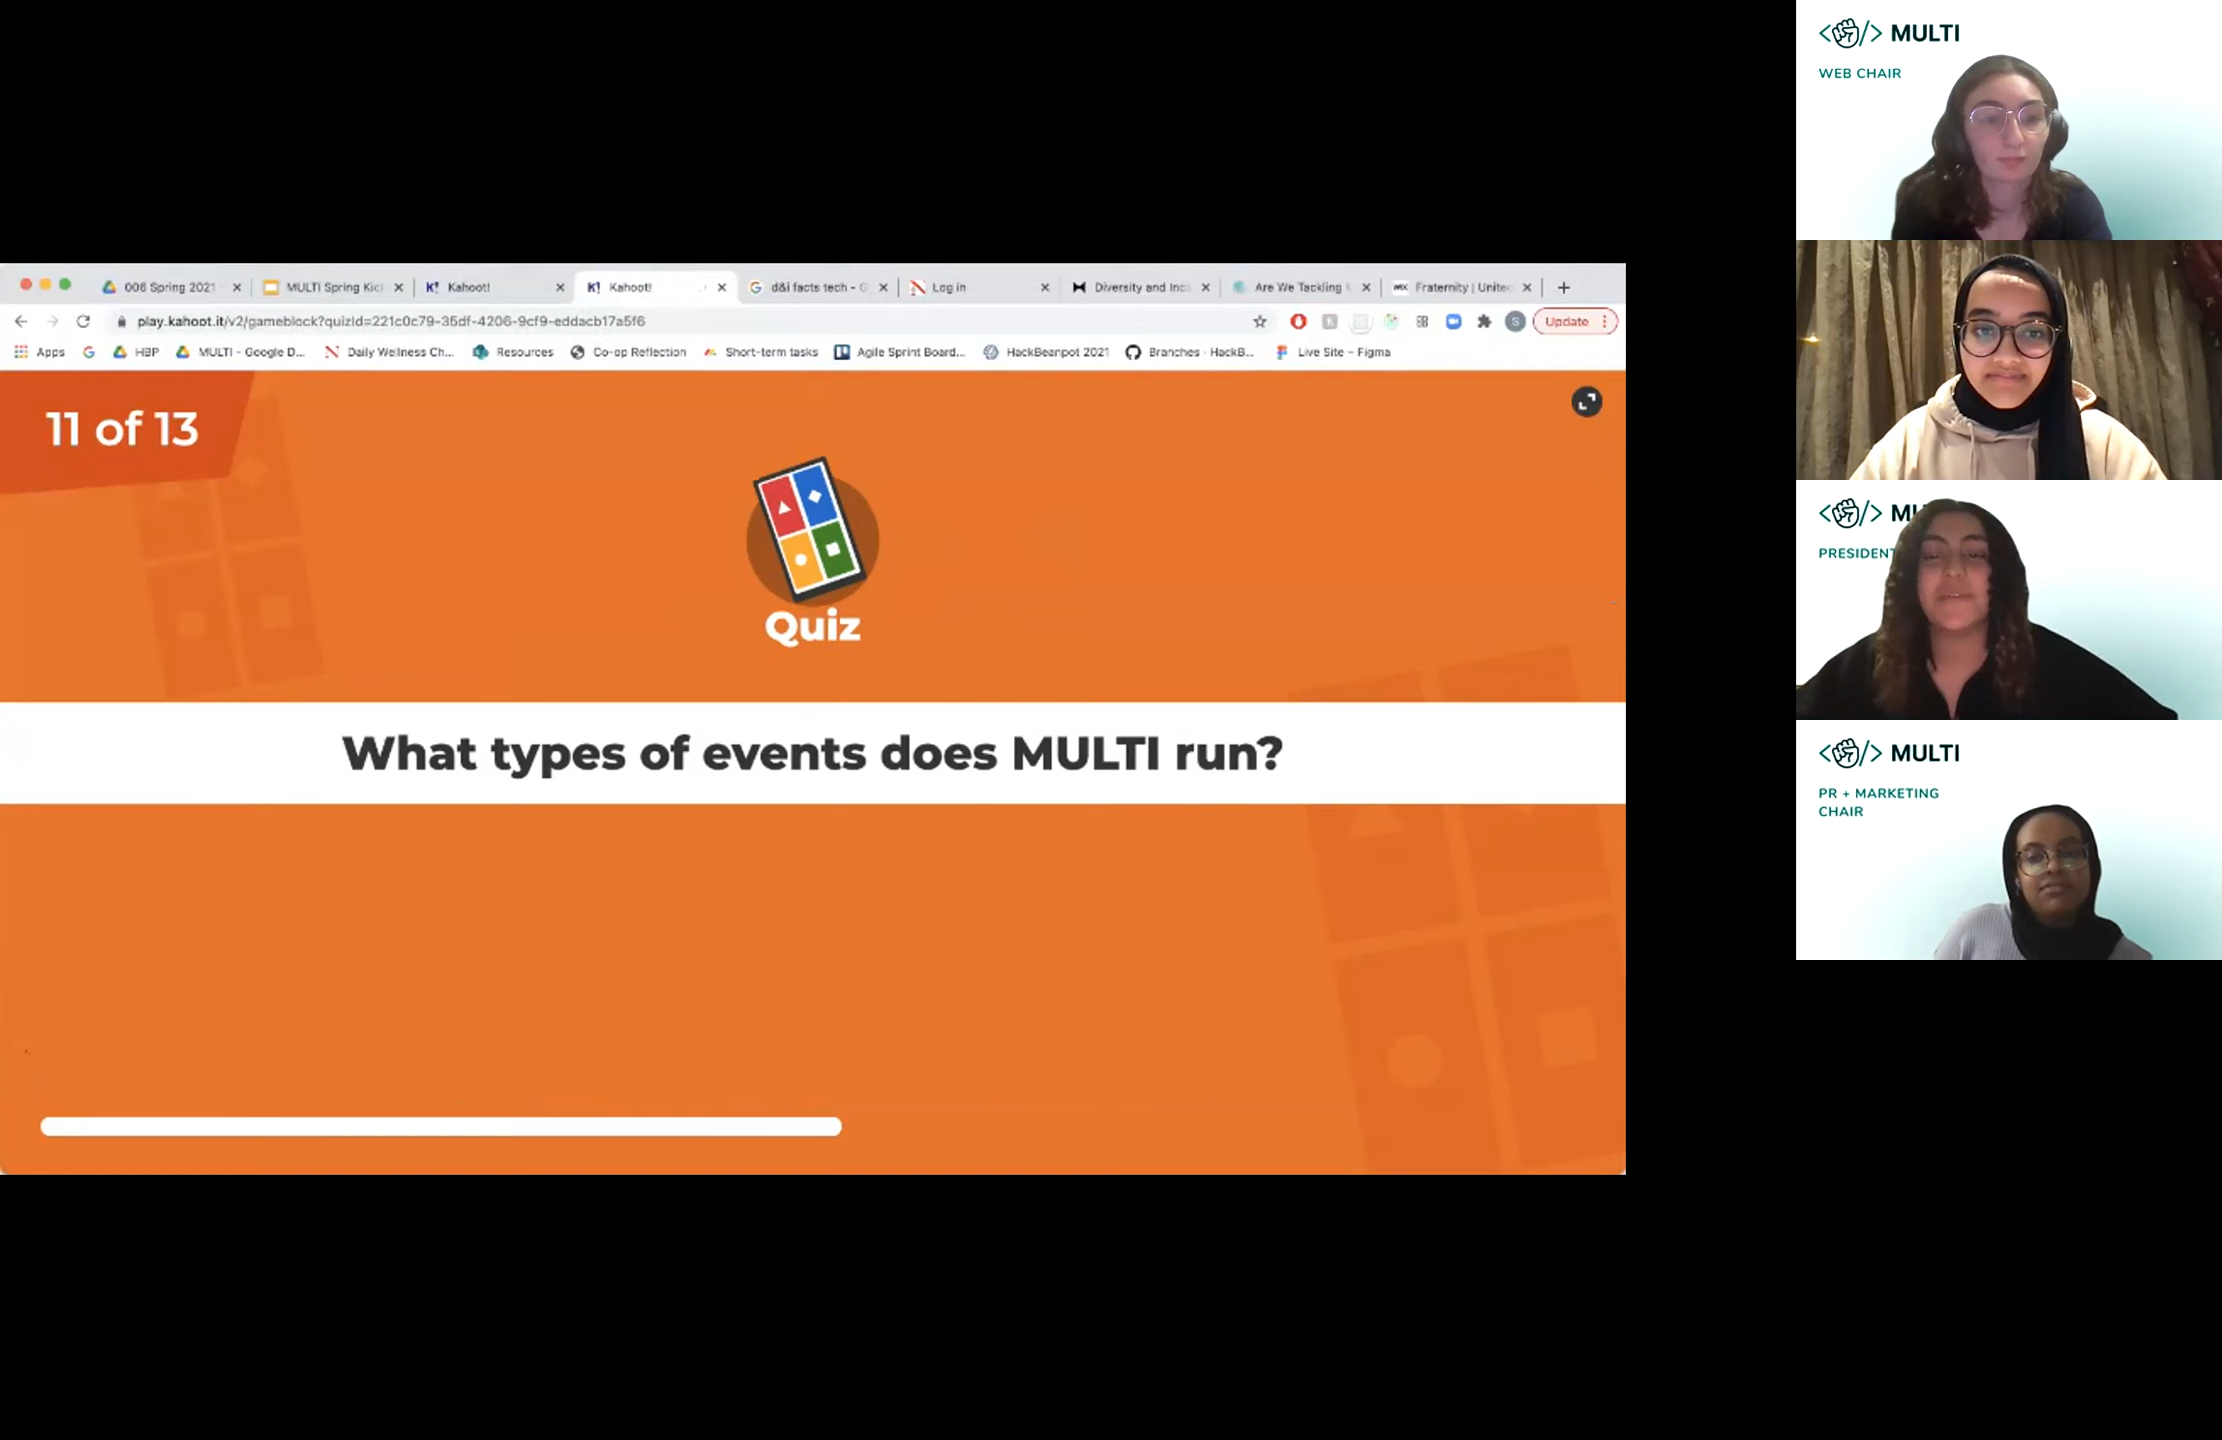 008 Spring 2021
MULTI Spring Kic
K! Kahoot!
K! Kahoot!
d&i facts tech - G
Log in
Diversity and Inc
Are We Tackling
Fraternity | Unite
play.kahoot.it/v2/gameblock?quizId=221c0c79-35df-4206-9cf9-eddacb17a5f6
S
Update
Apps
HBP
MULTI - Google D...
Daily Wellness Ch...
Resources
Co-op Reflection
Short-term tasks
Agile Sprint Board...
HackBeanpot 2021
Branches · HackB...
Live Site – Figma
11 of 13
Quiz
What types of events does MULTI run?
MULTI
WEB CHAIR
MU
PRESIDENT
MULTI
PR + MARKETING
CHAIR